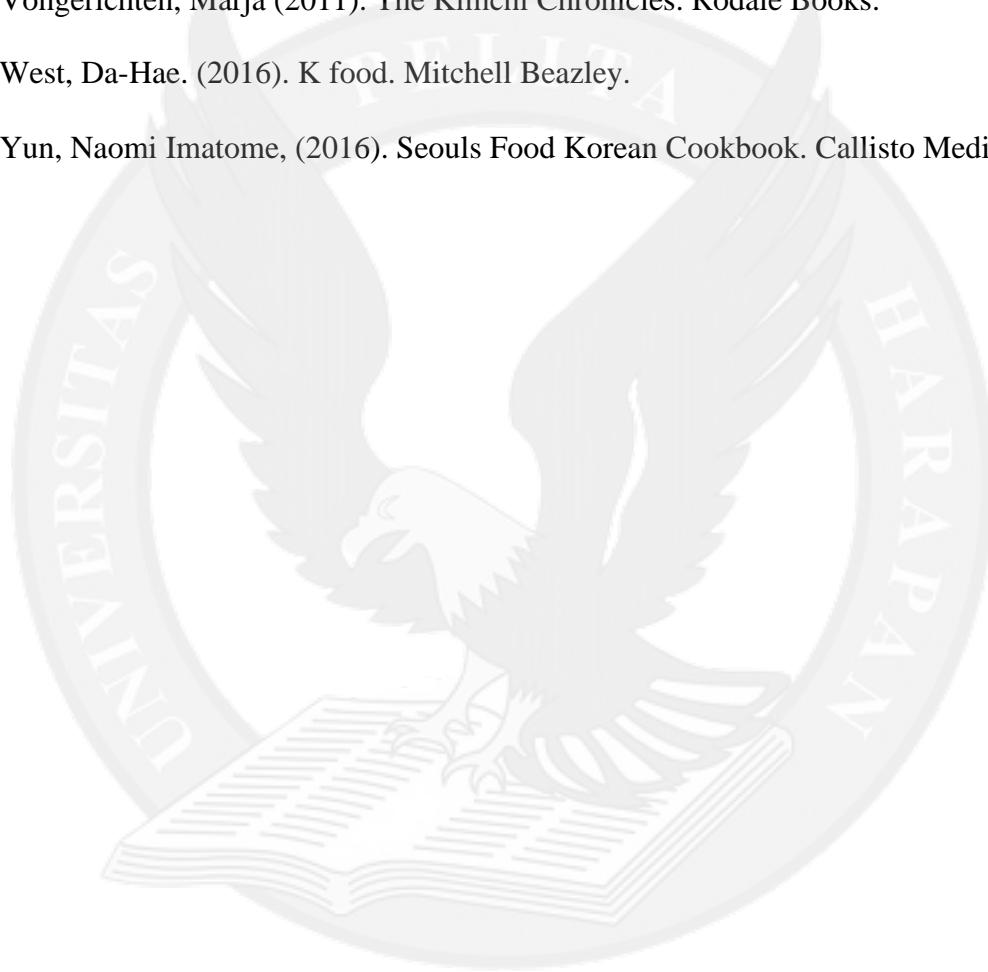 Vongerichten, Marja (2011). The Kimchi Chronicles. Rodale Books.
West, Da-Hae. (2016). K food. Mitchell Beazley.
Yun, Naomi Imatome, (2016). Seouls Food Korean Cookbook. Callisto Medi
UNIVERSITAS PELITA HARAPAN